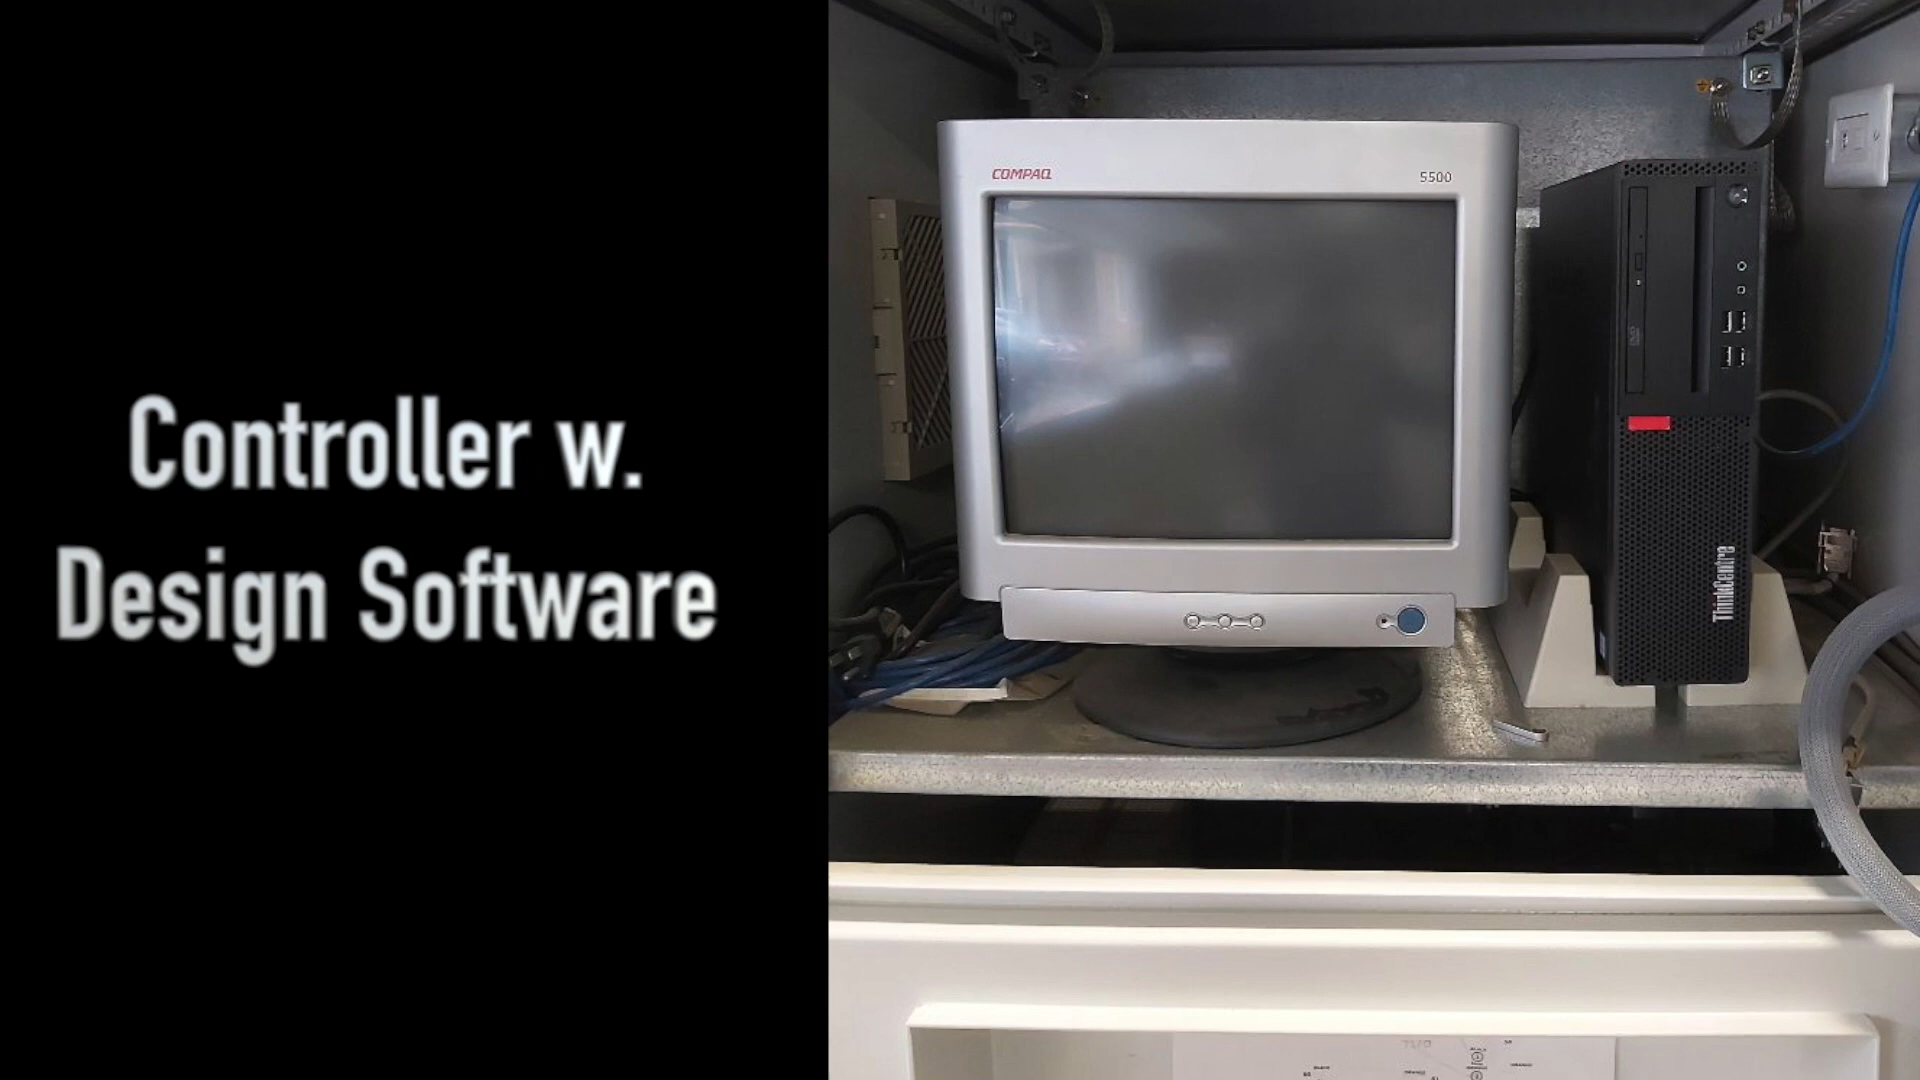 Controller w.
Design Software
COMPAQ
5500
ThinkCentre